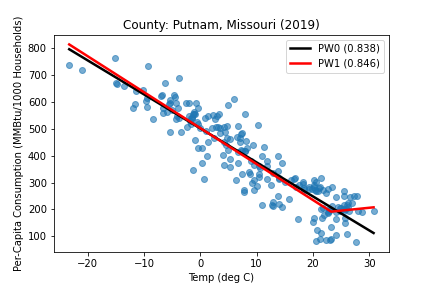 County: Putnam, Missouri (2019)
PW0 (0.838)
PW1 (0.846)
Per-Capita Consumption (MMBtu/1000 Households)
800
700
600
500
400
300
200
100
−20
−10
0
10
20
30
Temp (deg C)